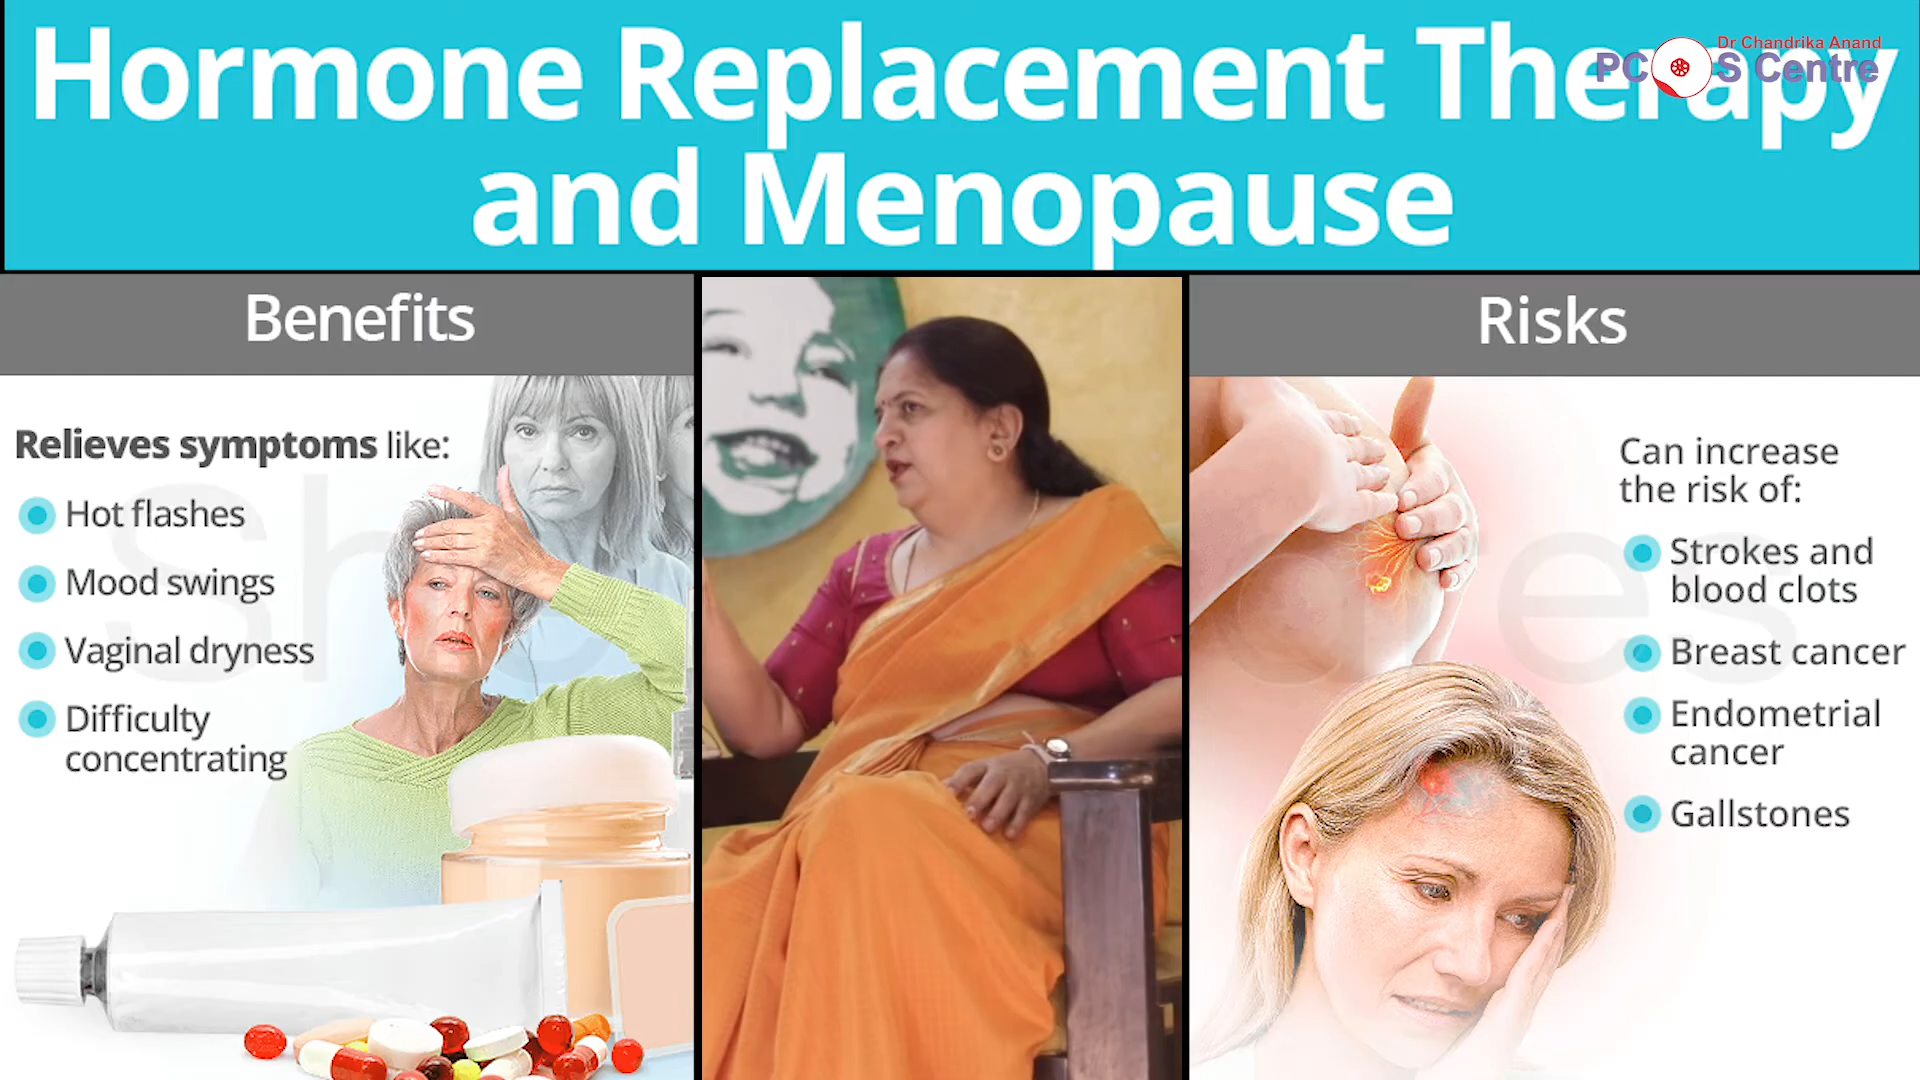 Hormone Replacement Therapy
and Menopause
Dr Chandrika Anand
PCOS Centre
Benefits
Relieves symptoms like:
Hot flashes
Mood swings
Vaginal dryness
Difficulty
concentrating
Risks
Can increase
the risk of:
Strokes and
blood clots
Breast cancer
Endometrial
cancer
Gallstones